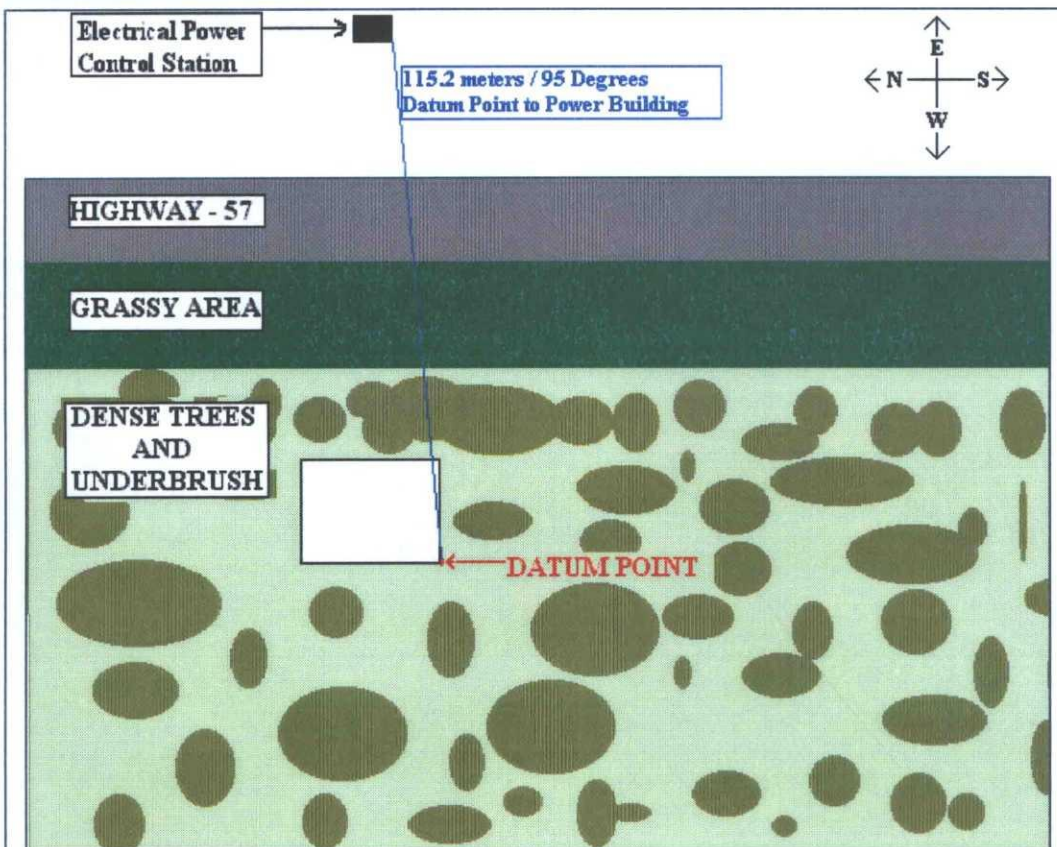 Electrical Power
Control Station
115.2 meters / 95 Degrees
Datum Point to Power Building
E
N
S
W
HIGHWAY - 57
GRASSY AREA
DENSE TREES
AND
UNDERBRUSH
DATUM POINT